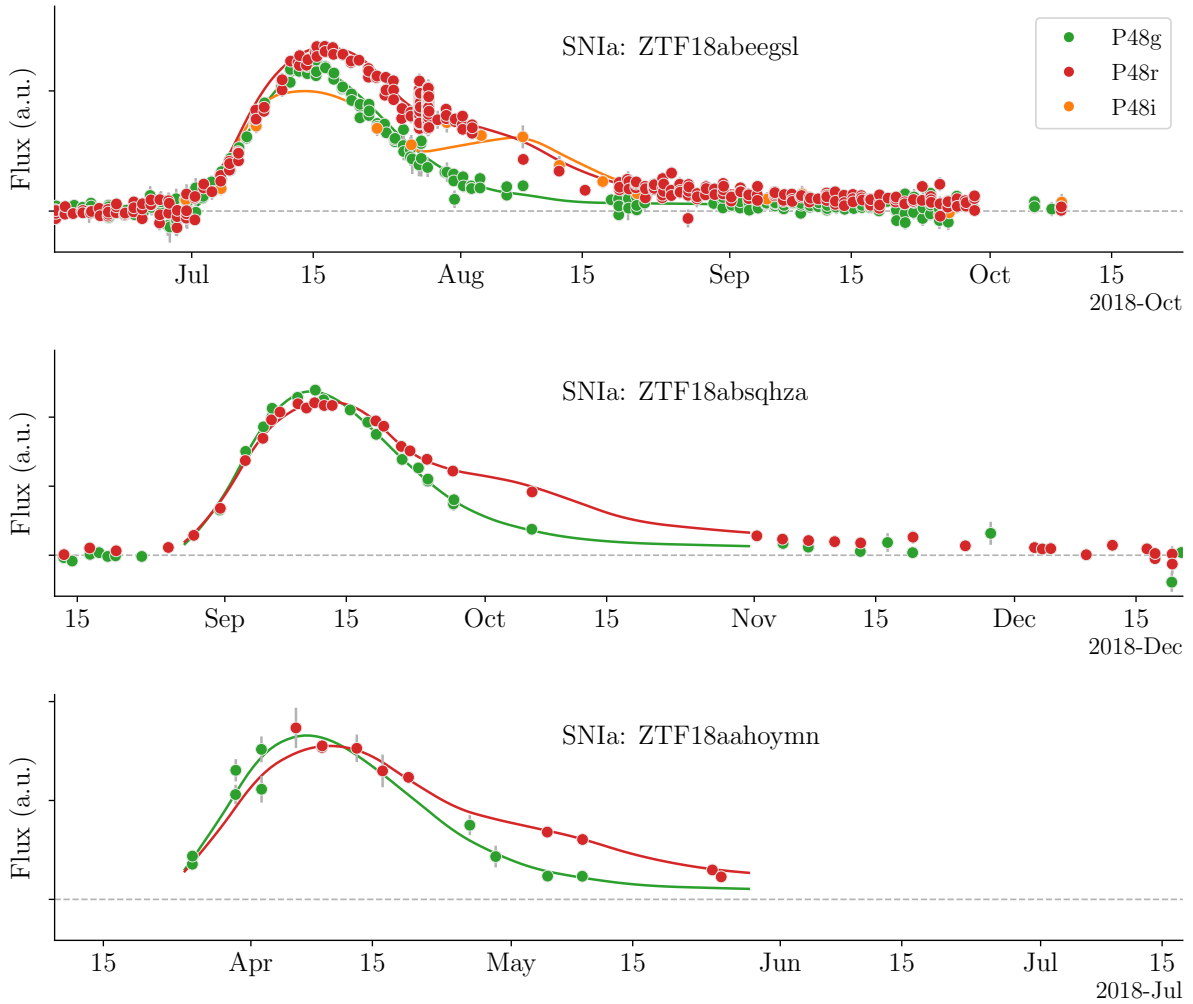 SNIa: ZTF18abeegsl
P48g
P48r
P48i
Flux (a.u.)
Jul 15 Aug 15 Sep 15 Oct 15
2018-Oct
SNIa: ZTF18absqhza
Flux (a.u.)
15 Sep 15 Oct 15 Nov 15 Dec 15
2018-Dec
SNIa: ZTF18aahoymn
Flux (a.u.)
15 Apr 15 May 15 Jun 15 Jul 15
2018-Jul